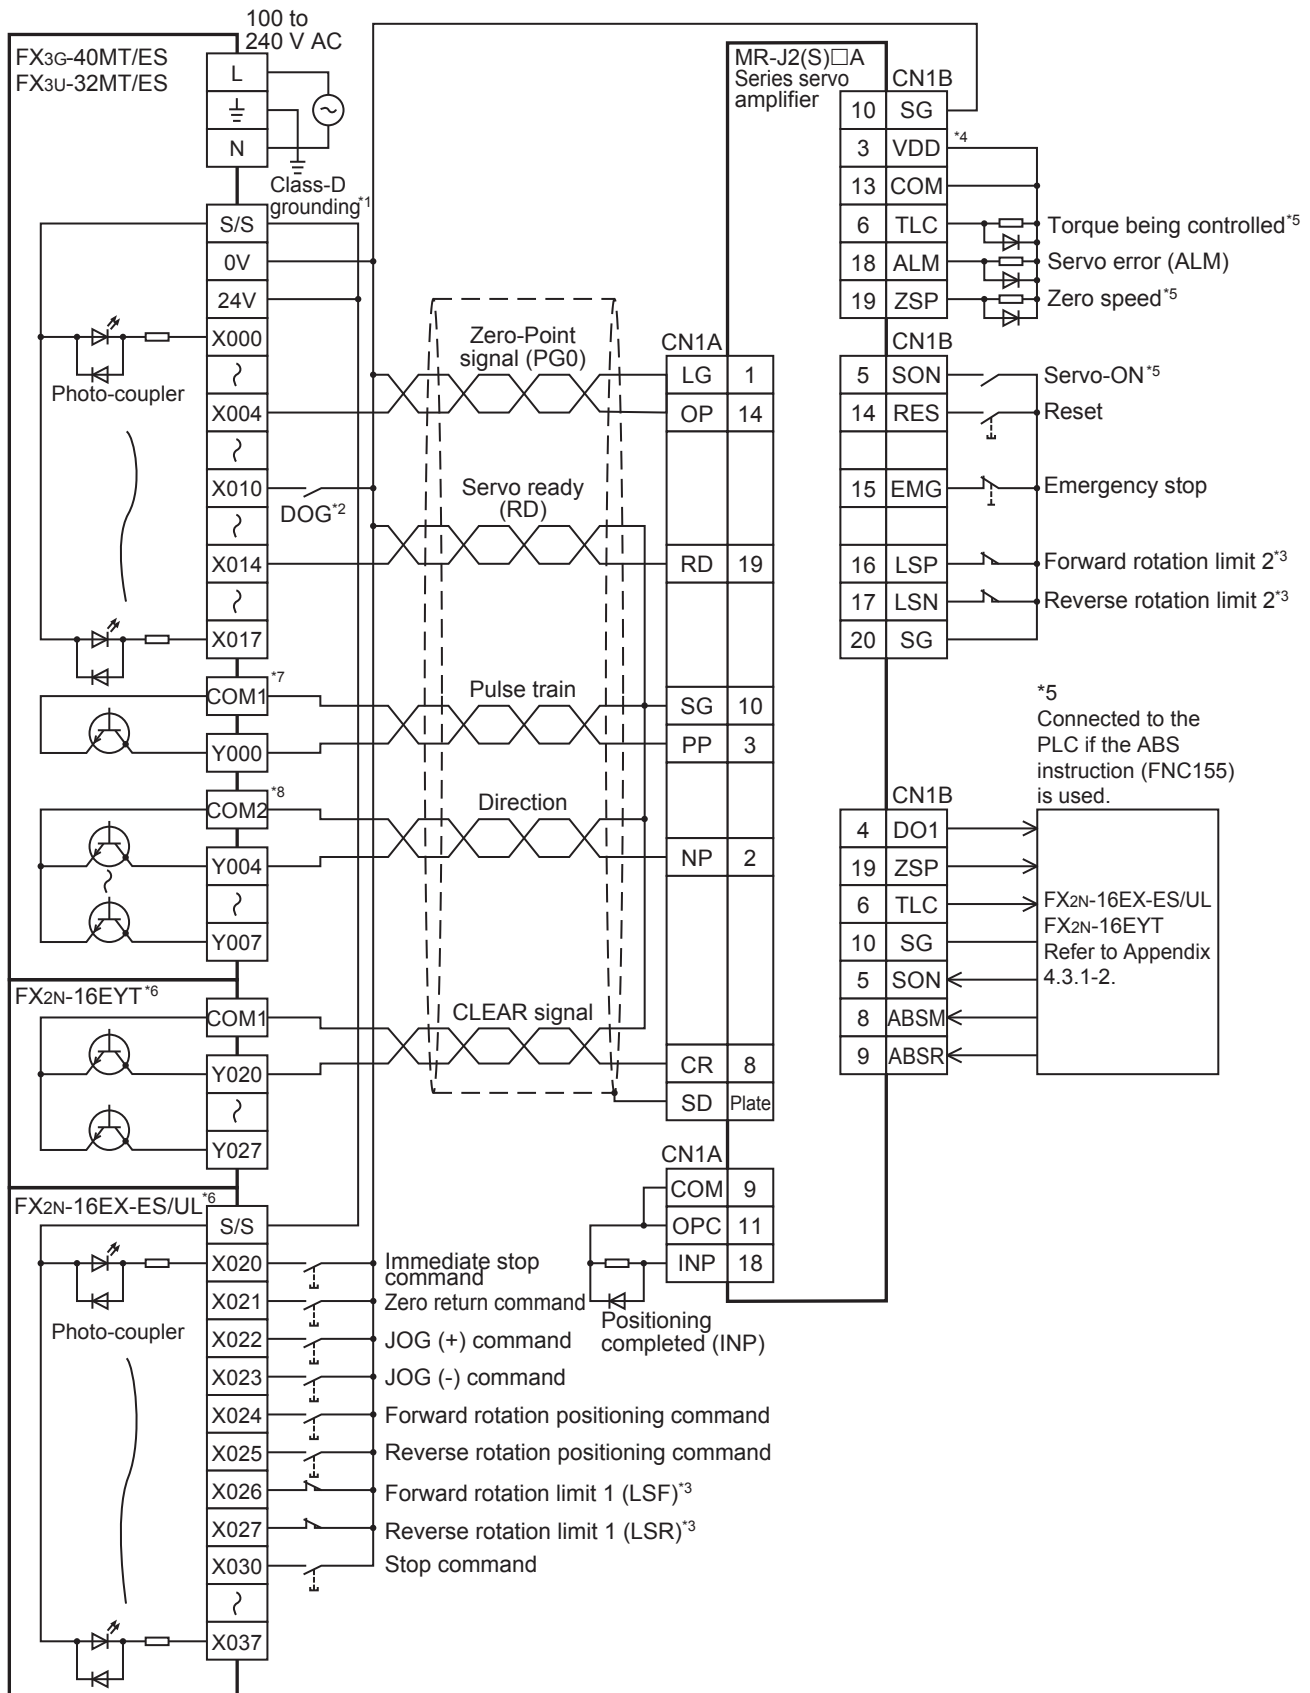 100 to
240 V AC
FX3G-40MT/ES
FX3U-32MT/ES
L
N
Class-D
grounding*1
S/S
0V
24V
X000
Photo-coupler
X004
X010
DOG*2
X014
X017
COM1
*7
Y000
COM2
*8
Y004
Y007
FX2N-16EYT*6
COM1
Y020
Y027
FX2N-16EX-ES/UL*6
S/S
X020
X021
Photo-coupler
X022
X023
X024
X025
X026
X027
X030
X037
Immediate stop
command
Zero return command
JOG (+) command
JOG (-) command
Forward rotation positioning command
Reverse rotation positioning command
Forward rotation limit 1 (LSF)*3
Reverse rotation limit 1 (LSR)*3
Stop command
Zero-Point
signal (PG0)
Servo ready
(RD)
Pulse train
Direction
CLEAR signal
MR-J2(S)□A
Series servo
amplifier
CN1A
LG 1
OP 14
RD 19
SG 10
PP 3
NP 2
CR 8
SD Plate
CN1A
COM 9
OPC 11
INP 18
Positioning
completed (INP)
CN1B
10 SG
3 VDD *4
13 COM
6 TLC Torque being controlled*5
18 ALM Servo error (ALM)
19 ZSP Zero speed*5
CN1B
5 SON Servo-ON*5
14 RES Reset
15 EMG Emergency stop
16 LSP Forward rotation limit 2*3
17 LSN Reverse rotation limit 2*3
20 SG
*5
Connected to the
PLC if the ABS
instruction (FNC155)
is used.
CN1B
4 DO1
19 ZSP
6 TLC
10 SG
5 SON
8 ABSM
9 ABSR
FX2N-16EX-ES/UL
FX2N-16EYT
Refer to Appendix
4.3.1-2.